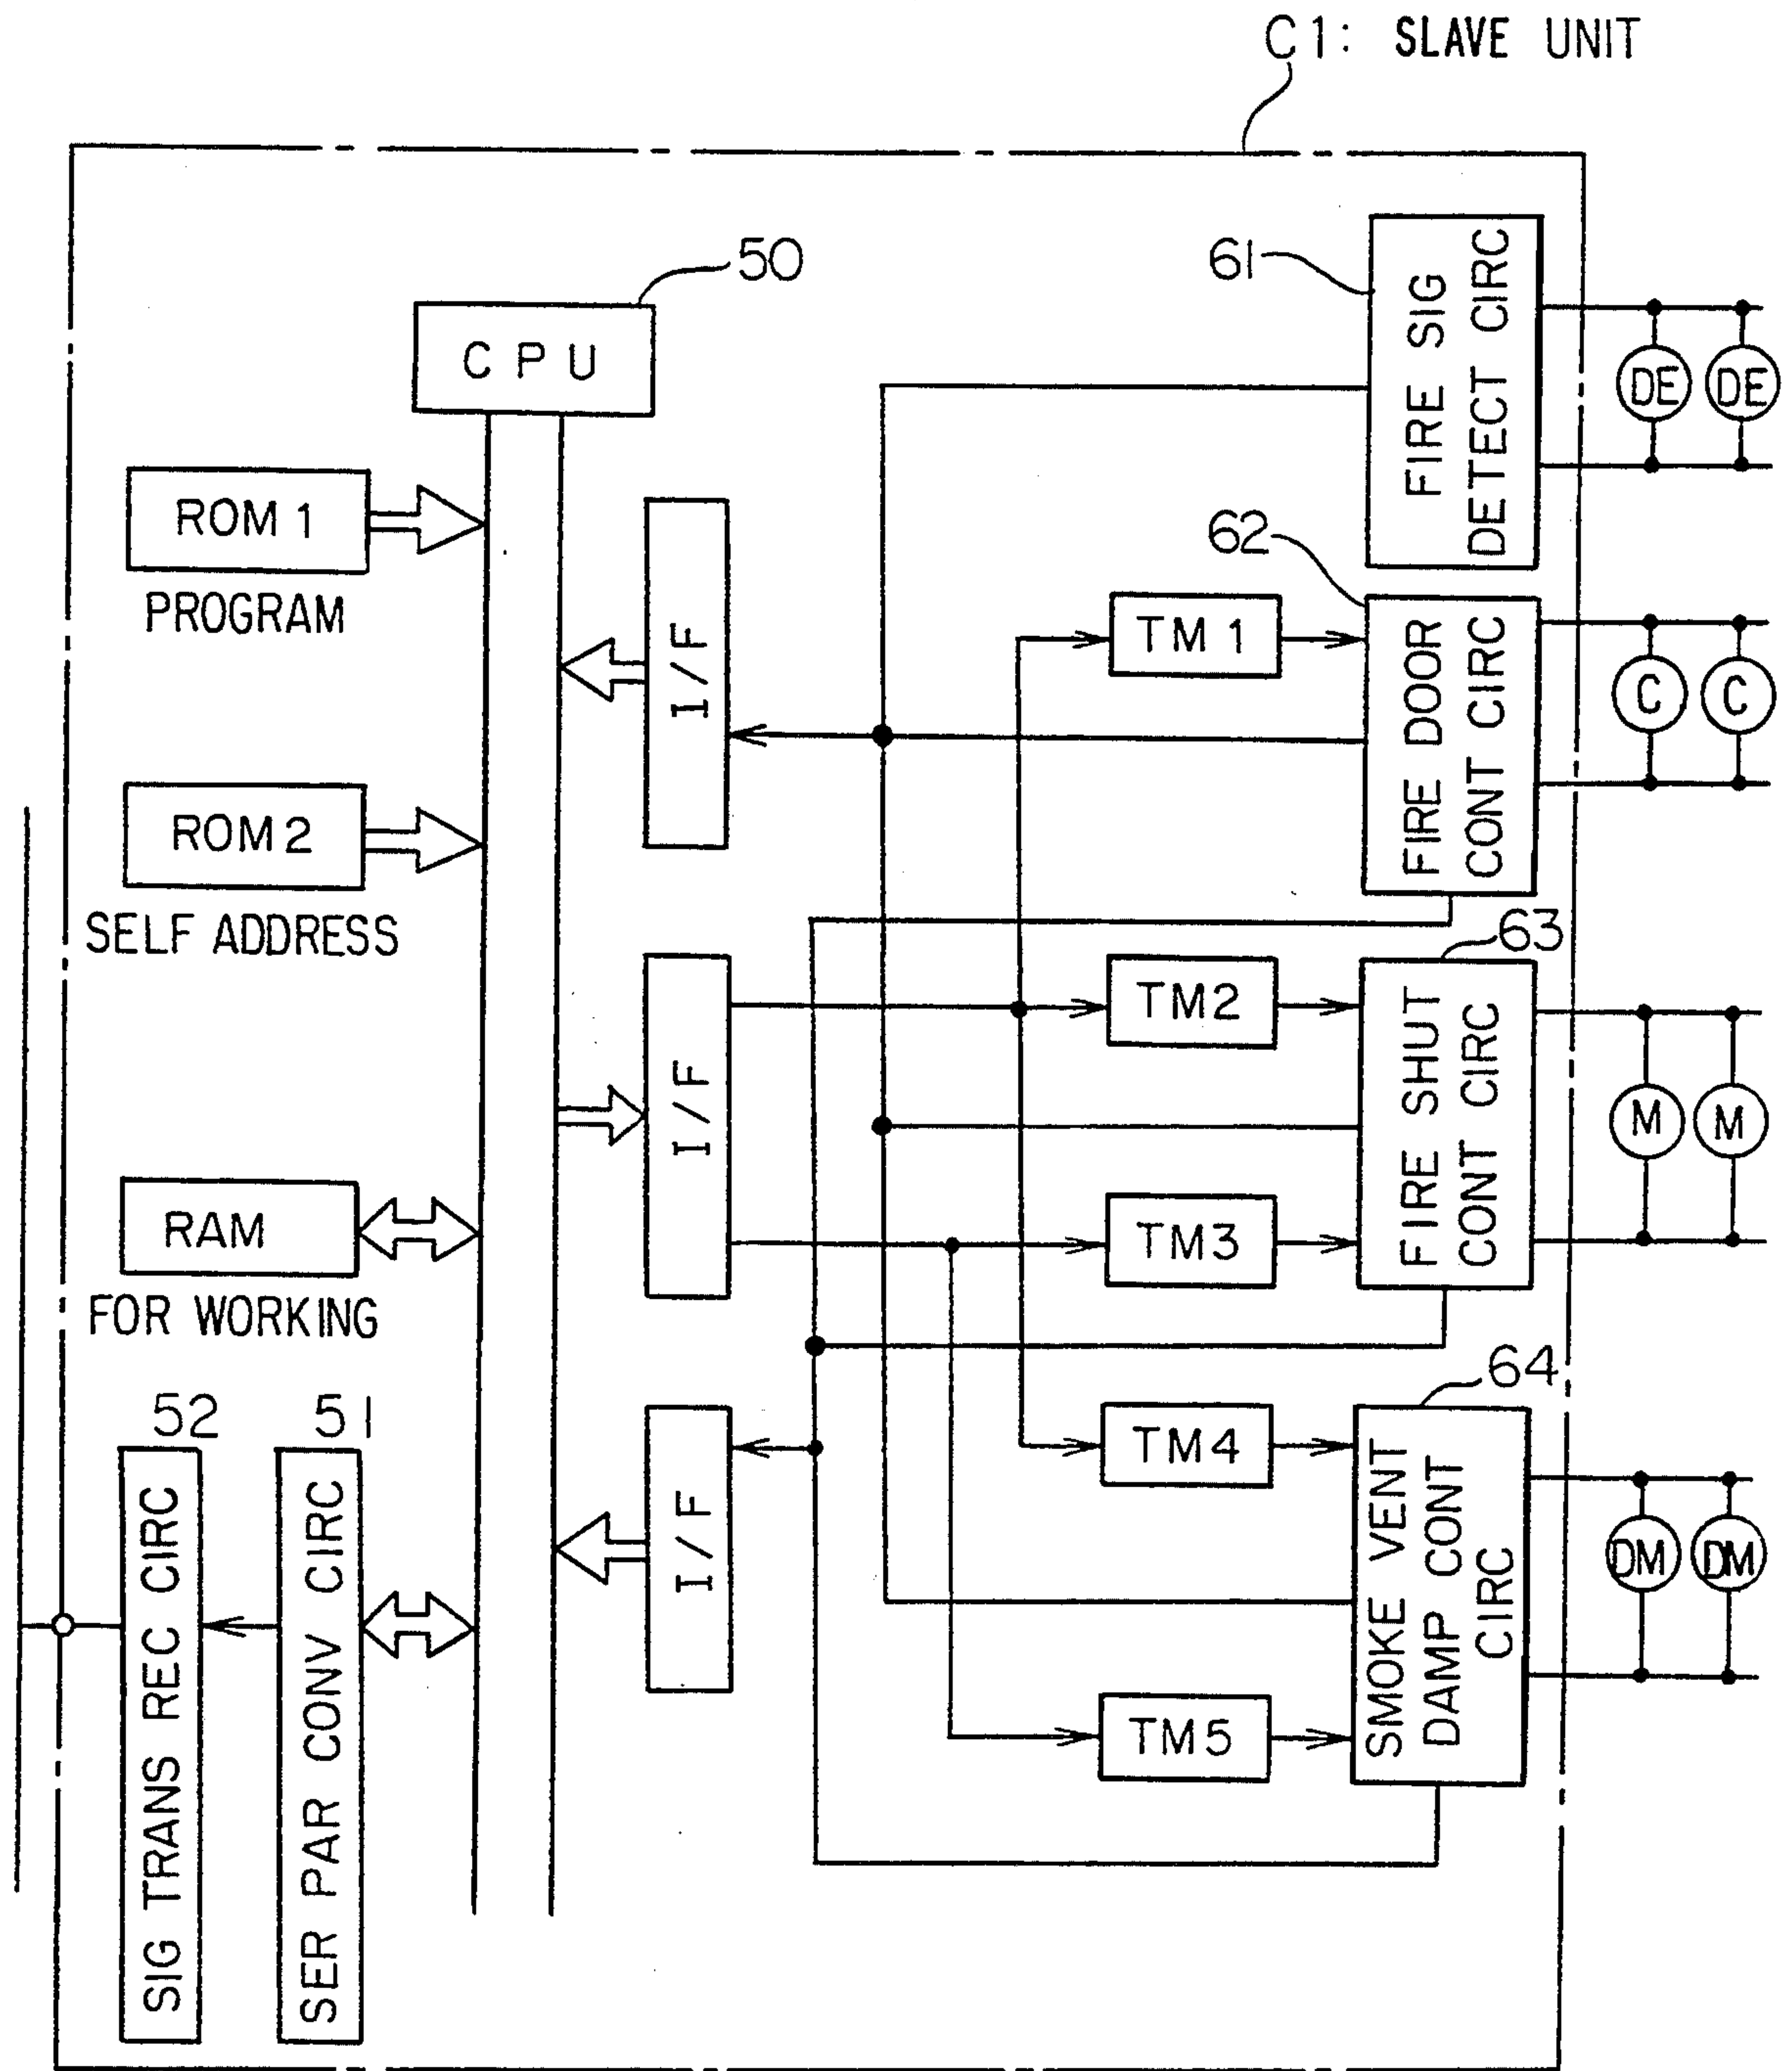 C1: SLAVE UNIT
50
CPU
ROM 1
PROGRAM
ROM2
SELF ADDRESS
RAM
FOR WORKING
52
SIG TRANS REC CIRC
51
SER PAR CONV CIRC
I/F
I/F
I/F
TM 1
TM2
TM3
TM4
TM5
61
FIRE SIG
DETECT CIRC
62
FIRE DOOR
CONT CIRC
63
FIRE SHUT
CONT CIRC
64
SMOKE VENT
DAMP CONT
CIRC
DE
DE
C
C
M
M
DM
DM